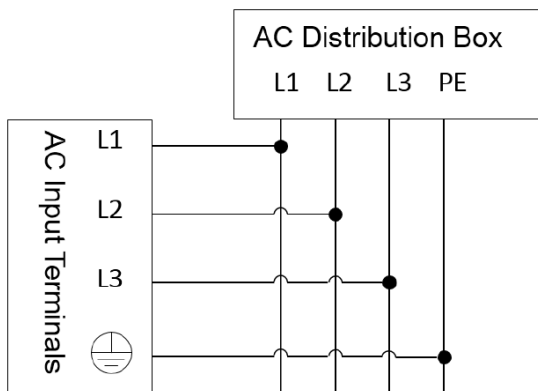 AC Distribution Box
L1 L2 L3 PE
AC Input Terminals
L1
L2
L3